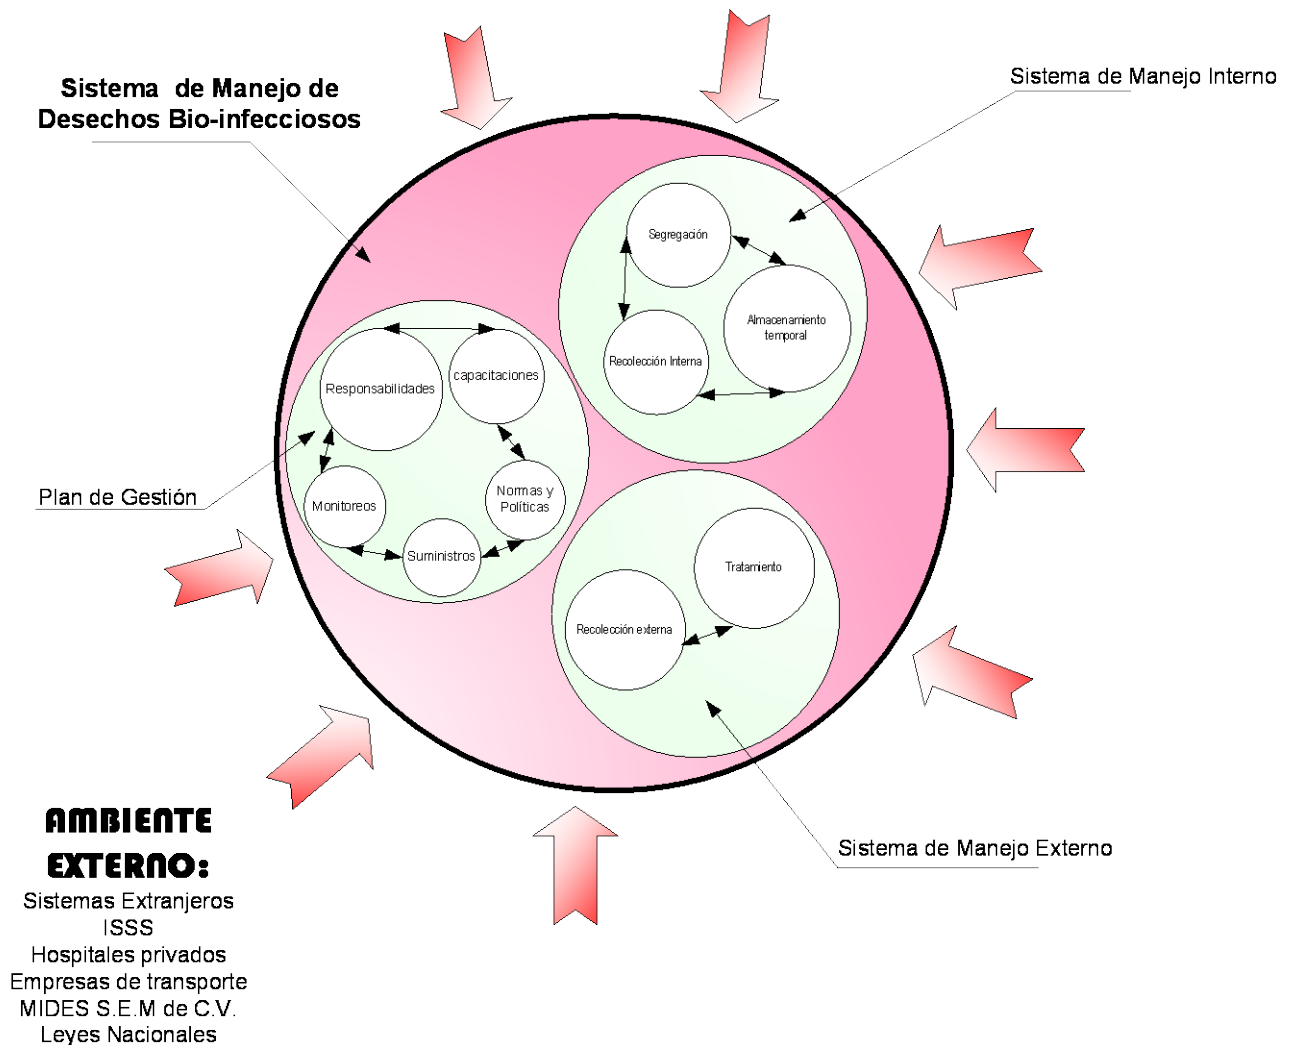 Sistema de Manejo de
Desechos Bio-infecciosos
Sistema de Manejo Interno
Segregación
Almacenamiento
temporal
Recolección Interna
Responsabilidades
capacitaciones
Plan de Gestión
Monitoreos
Normas y
Políticas
Suministros
Tratamiento
Recolección externa
Sistema de Manejo Externo
AMBIENTE
EXTERNO:
Sistemas Extranjeros
ISSS
Hospitales privados
Empresas de transporte
MIDES S.E.M de C.V.
Leyes Nacionales